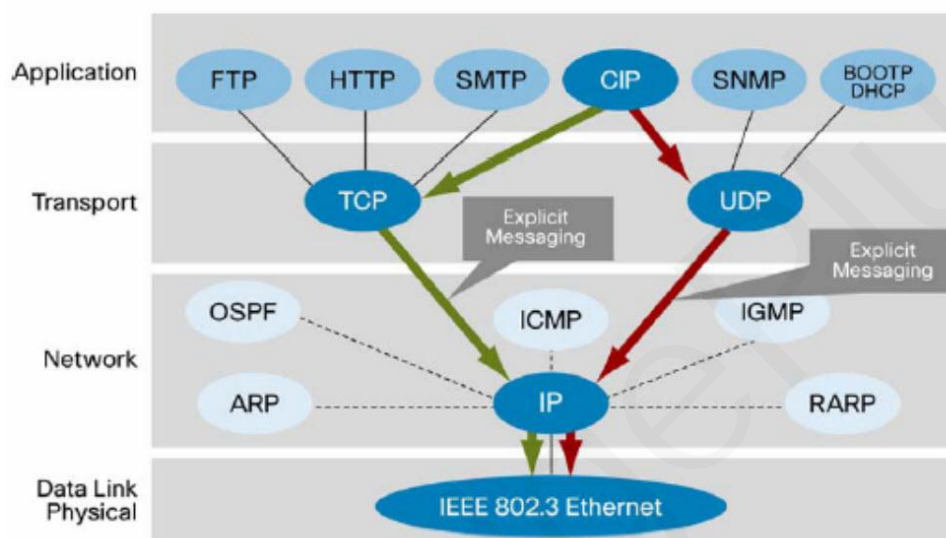 Application
FTP
HTTP
SMTP
CIP
SNMP
BOOTP
DHCP
Transport
TCP
UDP
Explicit
Messaging
Explicit
Messaging
Network
OSPF
ICMP
IGMP
ARP
IP
RARP
Data Link
Physical
IEEE 802.3 Ethernet